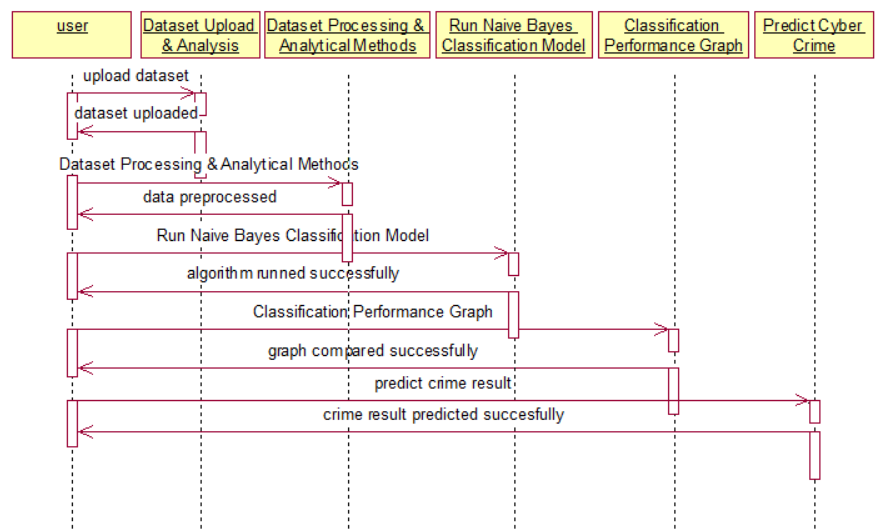 user
Dataset Upload
& Analysis
Dataset Processing &
Analytical Methods
Run Naive Bayes
Classification Model
Classification
Performance Graph
Predict Cyber
Crime
upload dataset
dataset uploaded
Dataset Processing & Analytical Methods
data preprocessed
Run Naive Bayes Classification Model
algorithm runned successfully
Classification Performance Graph
graph compared successfully
predict crime result
crime result predicted succesfully